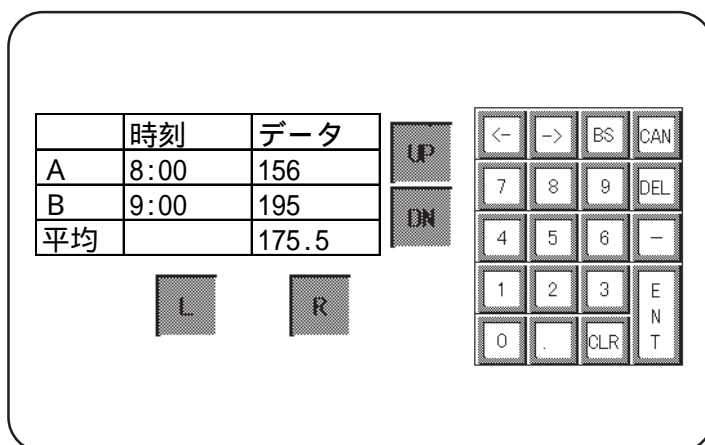 時刻 データ
A 8:00 156
B 9:00 195
平均 175.5
UP
DN
L R
<- -> BS CAN
7 8 9 DEL
4 5 6 -
1 2 3 ENT
0 . CLR